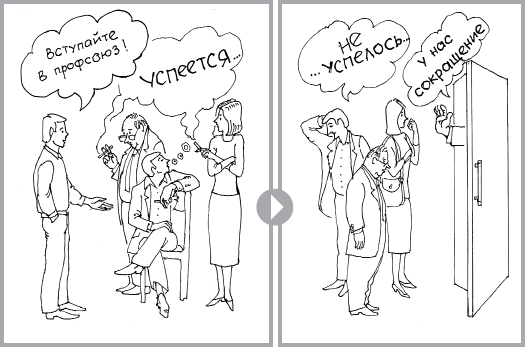 Вступайте
в профсоюз!
успеется...
не
...успелось...
у нас
сокращение